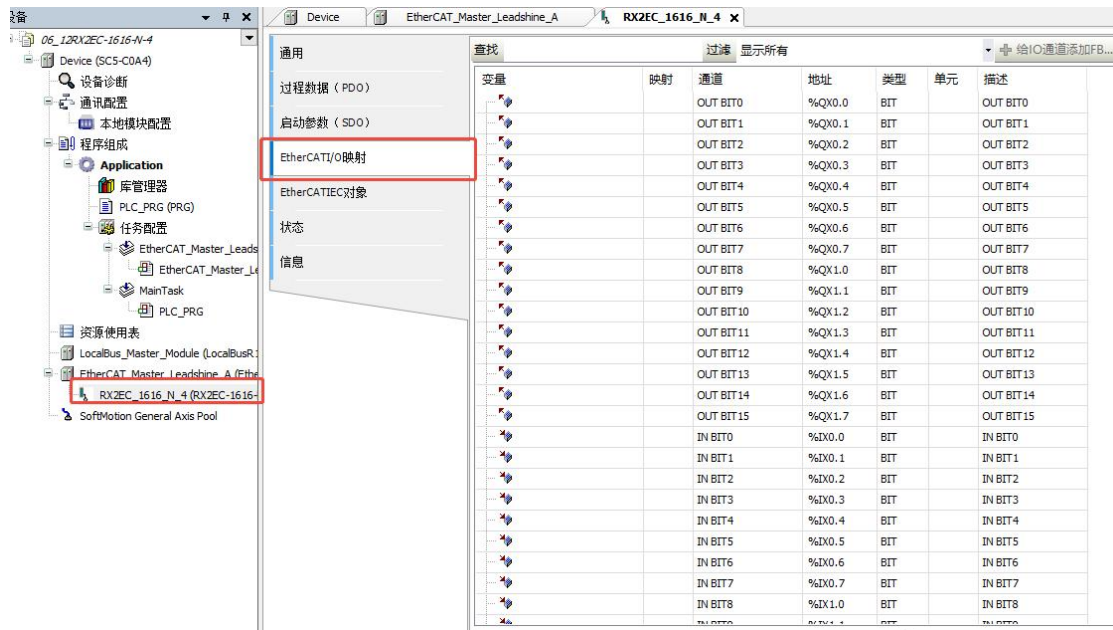 设备
06_12RX2EC-1616-N-4
Device (SC5-C0A4)
设备诊断
通讯配置
本地模块配置
程序组成
Application
库管理器
PLC_PRG (PRG)
任务配置
EtherCAT_Master_Leads
EtherCAT_Master_Le
MainTask
PLC_PRG
资源使用表
LocalBus_Master_Module (LocalBusR1
EtherCAT_Master_Leadshine_A (Ethe
RX2EC_1616_N_4 (RX2EC-1616-
SoftMotion General Axis Pool
Device EtherCAT_Master_Leadshine_A RX2EC_1616_N_4
通用
过程数据（PDO）
启动参数（SDO）
EtherCATI/O映射
EtherCATIEC对象
状态
信息
查找 过滤 显示所有 给IO通道添加FB...
变量 映射 通道 地址 类型 单元 描述
OUT BIT0 %QX0.0 BIT OUT BIT0
OUT BIT1 %QX0.1 BIT OUT BIT1
OUT BIT2 %QX0.2 BIT OUT BIT2
OUT BIT3 %QX0.3 BIT OUT BIT3
OUT BIT4 %QX0.4 BIT OUT BIT4
OUT BIT5 %QX0.5 BIT OUT BIT5
OUT BIT6 %QX0.6 BIT OUT BIT6
OUT BIT7 %QX0.7 BIT OUT BIT7
OUT BIT8 %QX1.0 BIT OUT BIT8
OUT BIT9 %QX1.1 BIT OUT BIT9
OUT BIT10 %QX1.2 BIT OUT BIT10
OUT BIT11 %QX1.3 BIT OUT BIT11
OUT BIT12 %QX1.4 BIT OUT BIT12
OUT BIT13 %QX1.5 BIT OUT BIT13
OUT BIT14 %QX1.6 BIT OUT BIT14
OUT BIT15 %QX1.7 BIT OUT BIT15
IN BIT0 %IX0.0 BIT IN BIT0
IN BIT1 %IX0.1 BIT IN BIT1
IN BIT2 %IX0.2 BIT IN BIT2
IN BIT3 %IX0.3 BIT IN BIT3
IN BIT4 %IX0.4 BIT IN BIT4
IN BIT5 %IX0.5 BIT IN BIT5
IN BIT6 %IX0.6 BIT IN BIT6
IN BIT7 %IX0.7 BIT IN BIT7
IN BIT8 %IX1.0 BIT IN BIT8